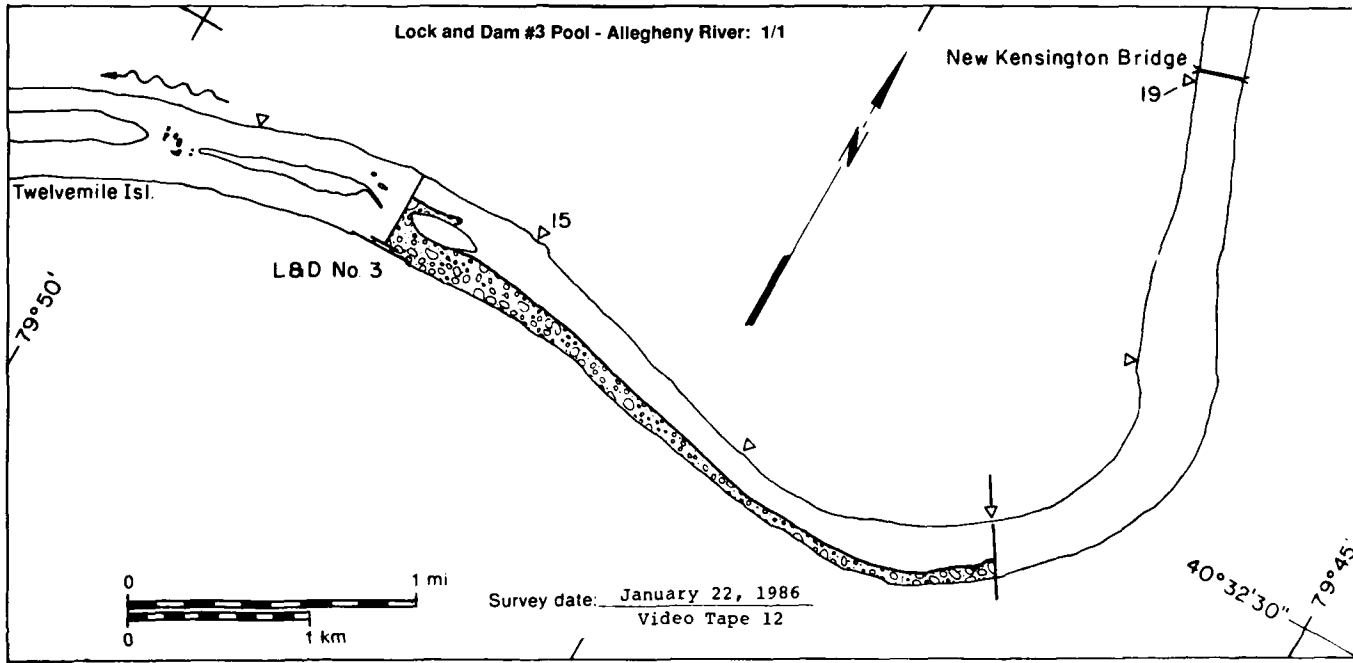 Lock and Dam #3 Pool - Allegheny River: 1/1
New Kensington Bridge
19
Twelvemile Isl.
15
L&D No. 3
N
79°50'
0 1 mi
0 1 km
Survey date: January 22, 1986
Video Tape 12
40°32'30"
79°45'